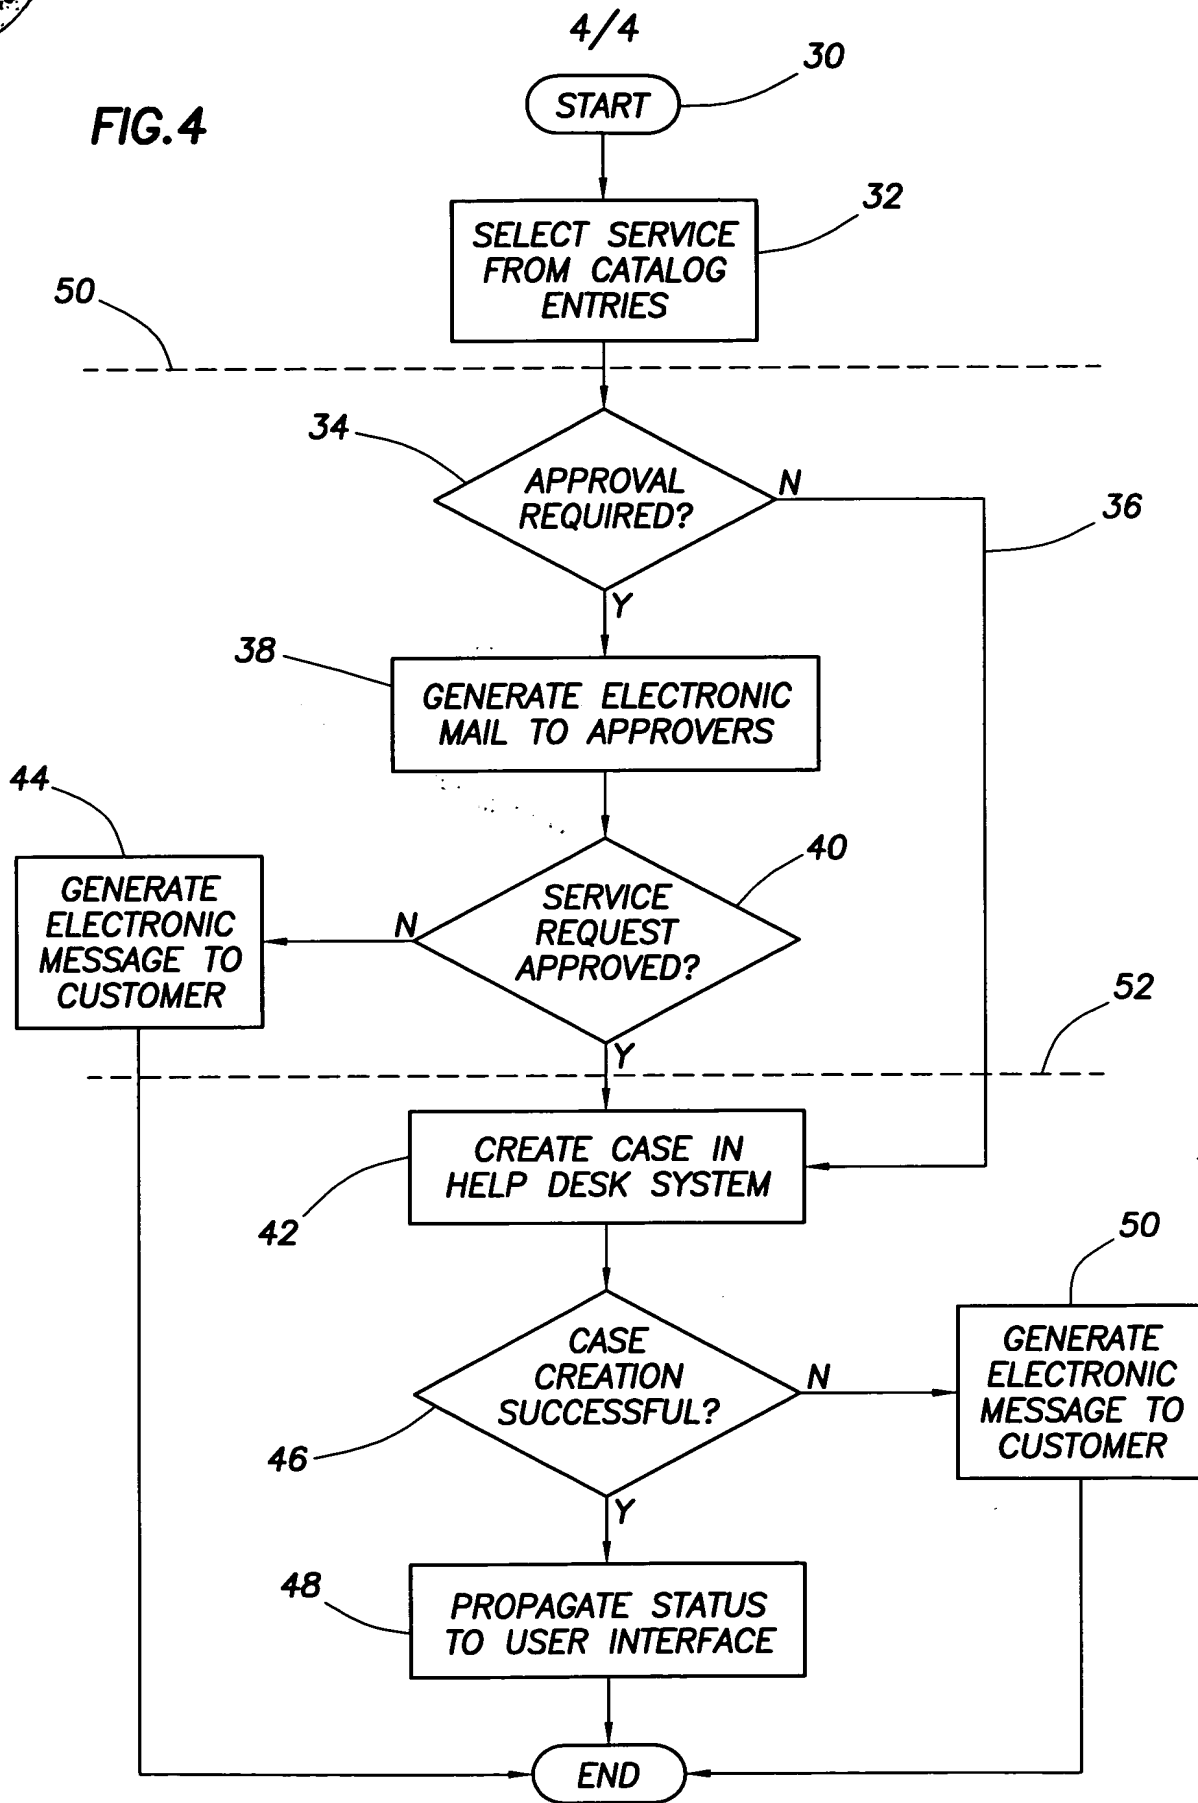 4/4
FIG.4
30
START
32
SELECT SERVICE
FROM CATALOG
ENTRIES
50
34
APPROVAL
REQUIRED?
N
36
Y
38
GENERATE ELECTRONIC
MAIL TO APPROVERS
44
GENERATE
ELECTRONIC
MESSAGE TO
CUSTOMER
N
40
SERVICE
REQUEST
APPROVED?
52
Y
CREATE CASE IN
HELP DESK SYSTEM
42
50
CASE
CREATION
SUCCESSFUL?
N
GENERATE
ELECTRONIC
MESSAGE TO
CUSTOMER
46
Y
48
PROPAGATE STATUS
TO USER INTERFACE
END